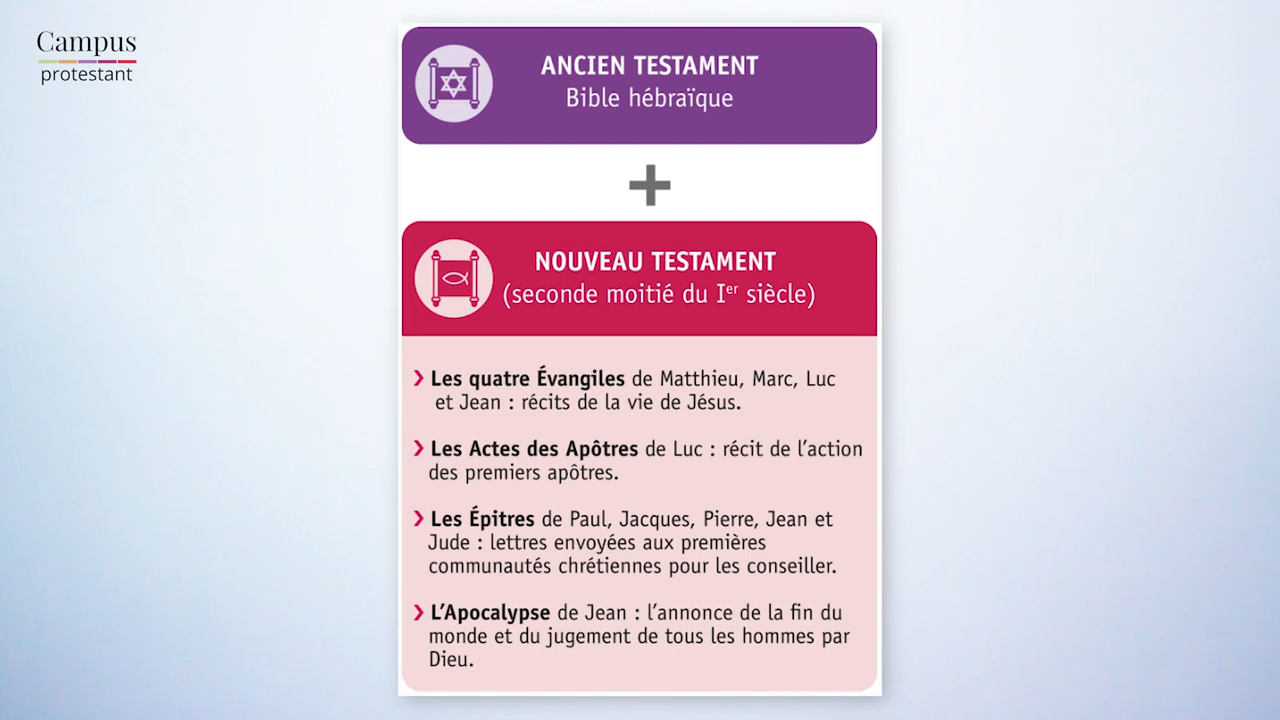 Campus
protestant
ANCIEN TESTAMENT
Bible hébraïque
+
NOUVEAU TESTAMENT
(seconde moitié du Ier siècle)
❯ Les quatre Évangiles de Matthieu, Marc, Luc
et Jean : récits de la vie de Jésus.
❯ Les Actes des Apôtres de Luc : récit de l’action
des premiers apôtres.
❯ Les Épitres de Paul, Jacques, Pierre, Jean et
Jude : lettres envoyées aux premières
communautés chrétiennes pour les conseiller.
❯ L’Apocalypse de Jean : l’annonce de la fin du
monde et du jugement de tous les hommes par
Dieu.